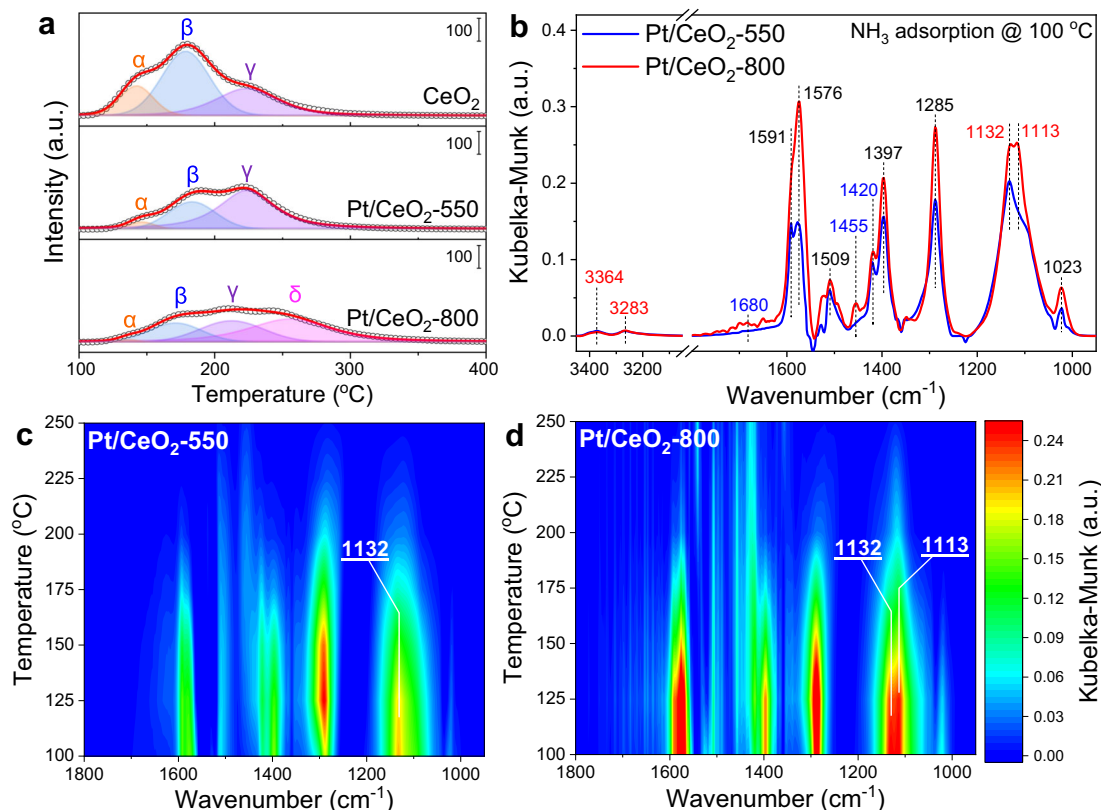 a
Intensity (a.u.)
100
α
β
γ
CeO2
100
α
β
γ
Pt/CeO2-550
100
α
β
γ
δ
Pt/CeO2-800
100 200 300 400
Temperature (ºC)
b
Kubelka-Munk (a.u.)
NH3 adsorption @ 100 ºC
Pt/CeO2-550
Pt/CeO2-800
0.4
0.3
0.2
0.1
0.0
3364
3283
1680
1591
1576
1509
1455
1420
1397
1285
1132
1113
1023
3400 3200 1600 1400 1200 1000
Wavenumber (cm-1)
c
Pt/CeO2-550
Temperature (ºC)
250
225
200
175
150
125
100
1132
1800 1600 1400 1200 1000
Wavenumber (cm-1)
d
Pt/CeO2-800
Temperature (ºC)
250
225
200
175
150
125
100
1132
1113
1800 1600 1400 1200 1000
Wavenumber (cm-1)
0.24
0.21
0.18
0.15
0.12
0.09
0.06
0.03
0.00
Kubelka-Munk (a.u.)